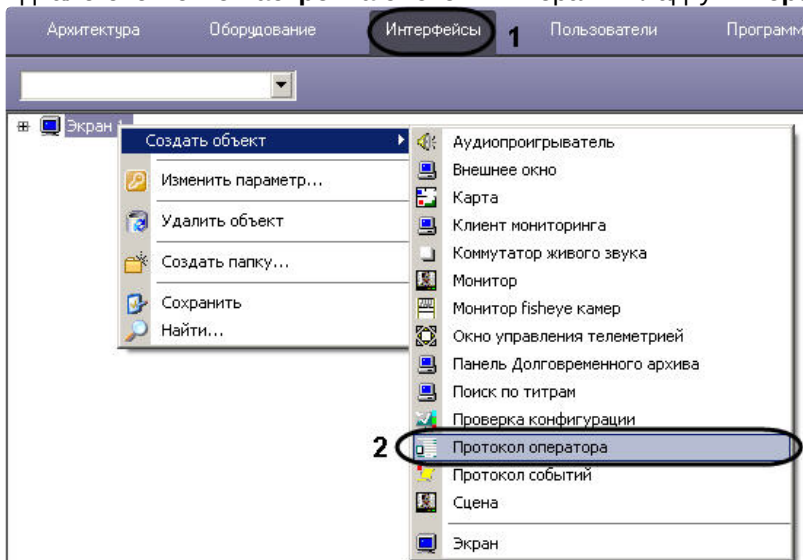 Архитектура Оборудование Интерфейсы 1 Пользователи Программ
Экран 1
Создать объект
Изменить параметр...
Удалить объект
Создать папку...
Сохранить
Найти...
Аудиопроигрыватель
Внешнее окно
Карта
Клиент мониторинга
Коммутатор живого звука
Монитор
Монитор fisheye камер
Окно управления телеметрией
Панель Долговременного архива
Поиск по титрам
Проверка конфигурации
2 Протокол оператора
Протокол событий
Сцена
Экран